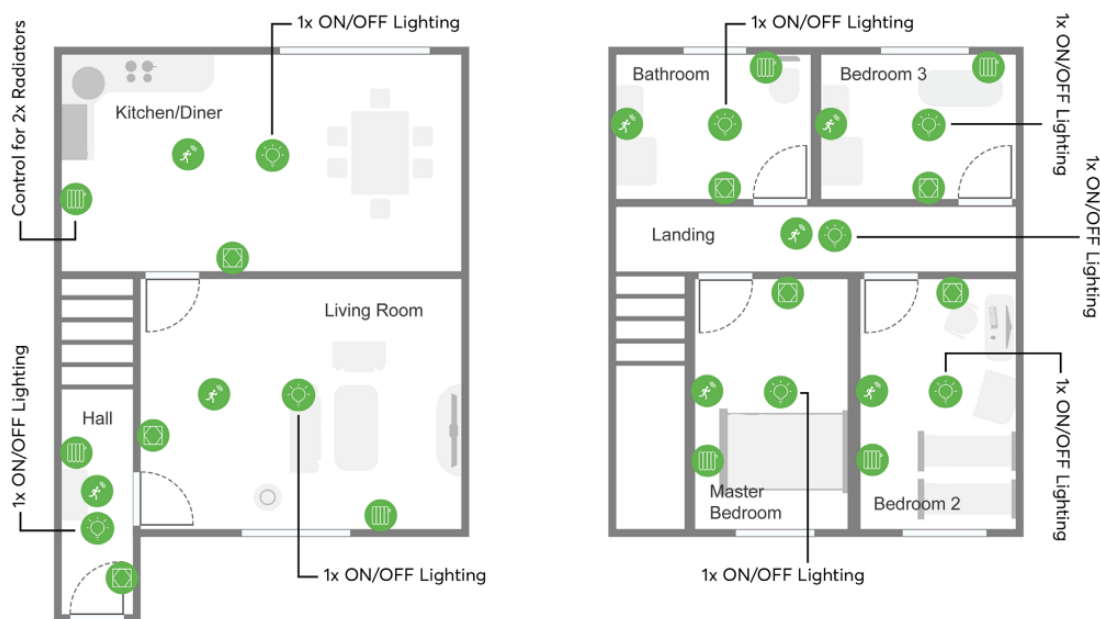 1x ON/OFF Lighting
Control for 2x Radiators
Kitchen/Diner
Living Room
1x ON/OFF Lighting
Hall
1x ON/OFF Lighting
1x ON/OFF Lighting
Bathroom
Bedroom 3
1x ON/OFF Lighting
1x ON/OFF Lighting
Landing
Master
Bedroom
Bedroom 2
1x ON/OFF Lighting
1x ON/OFF Lighting